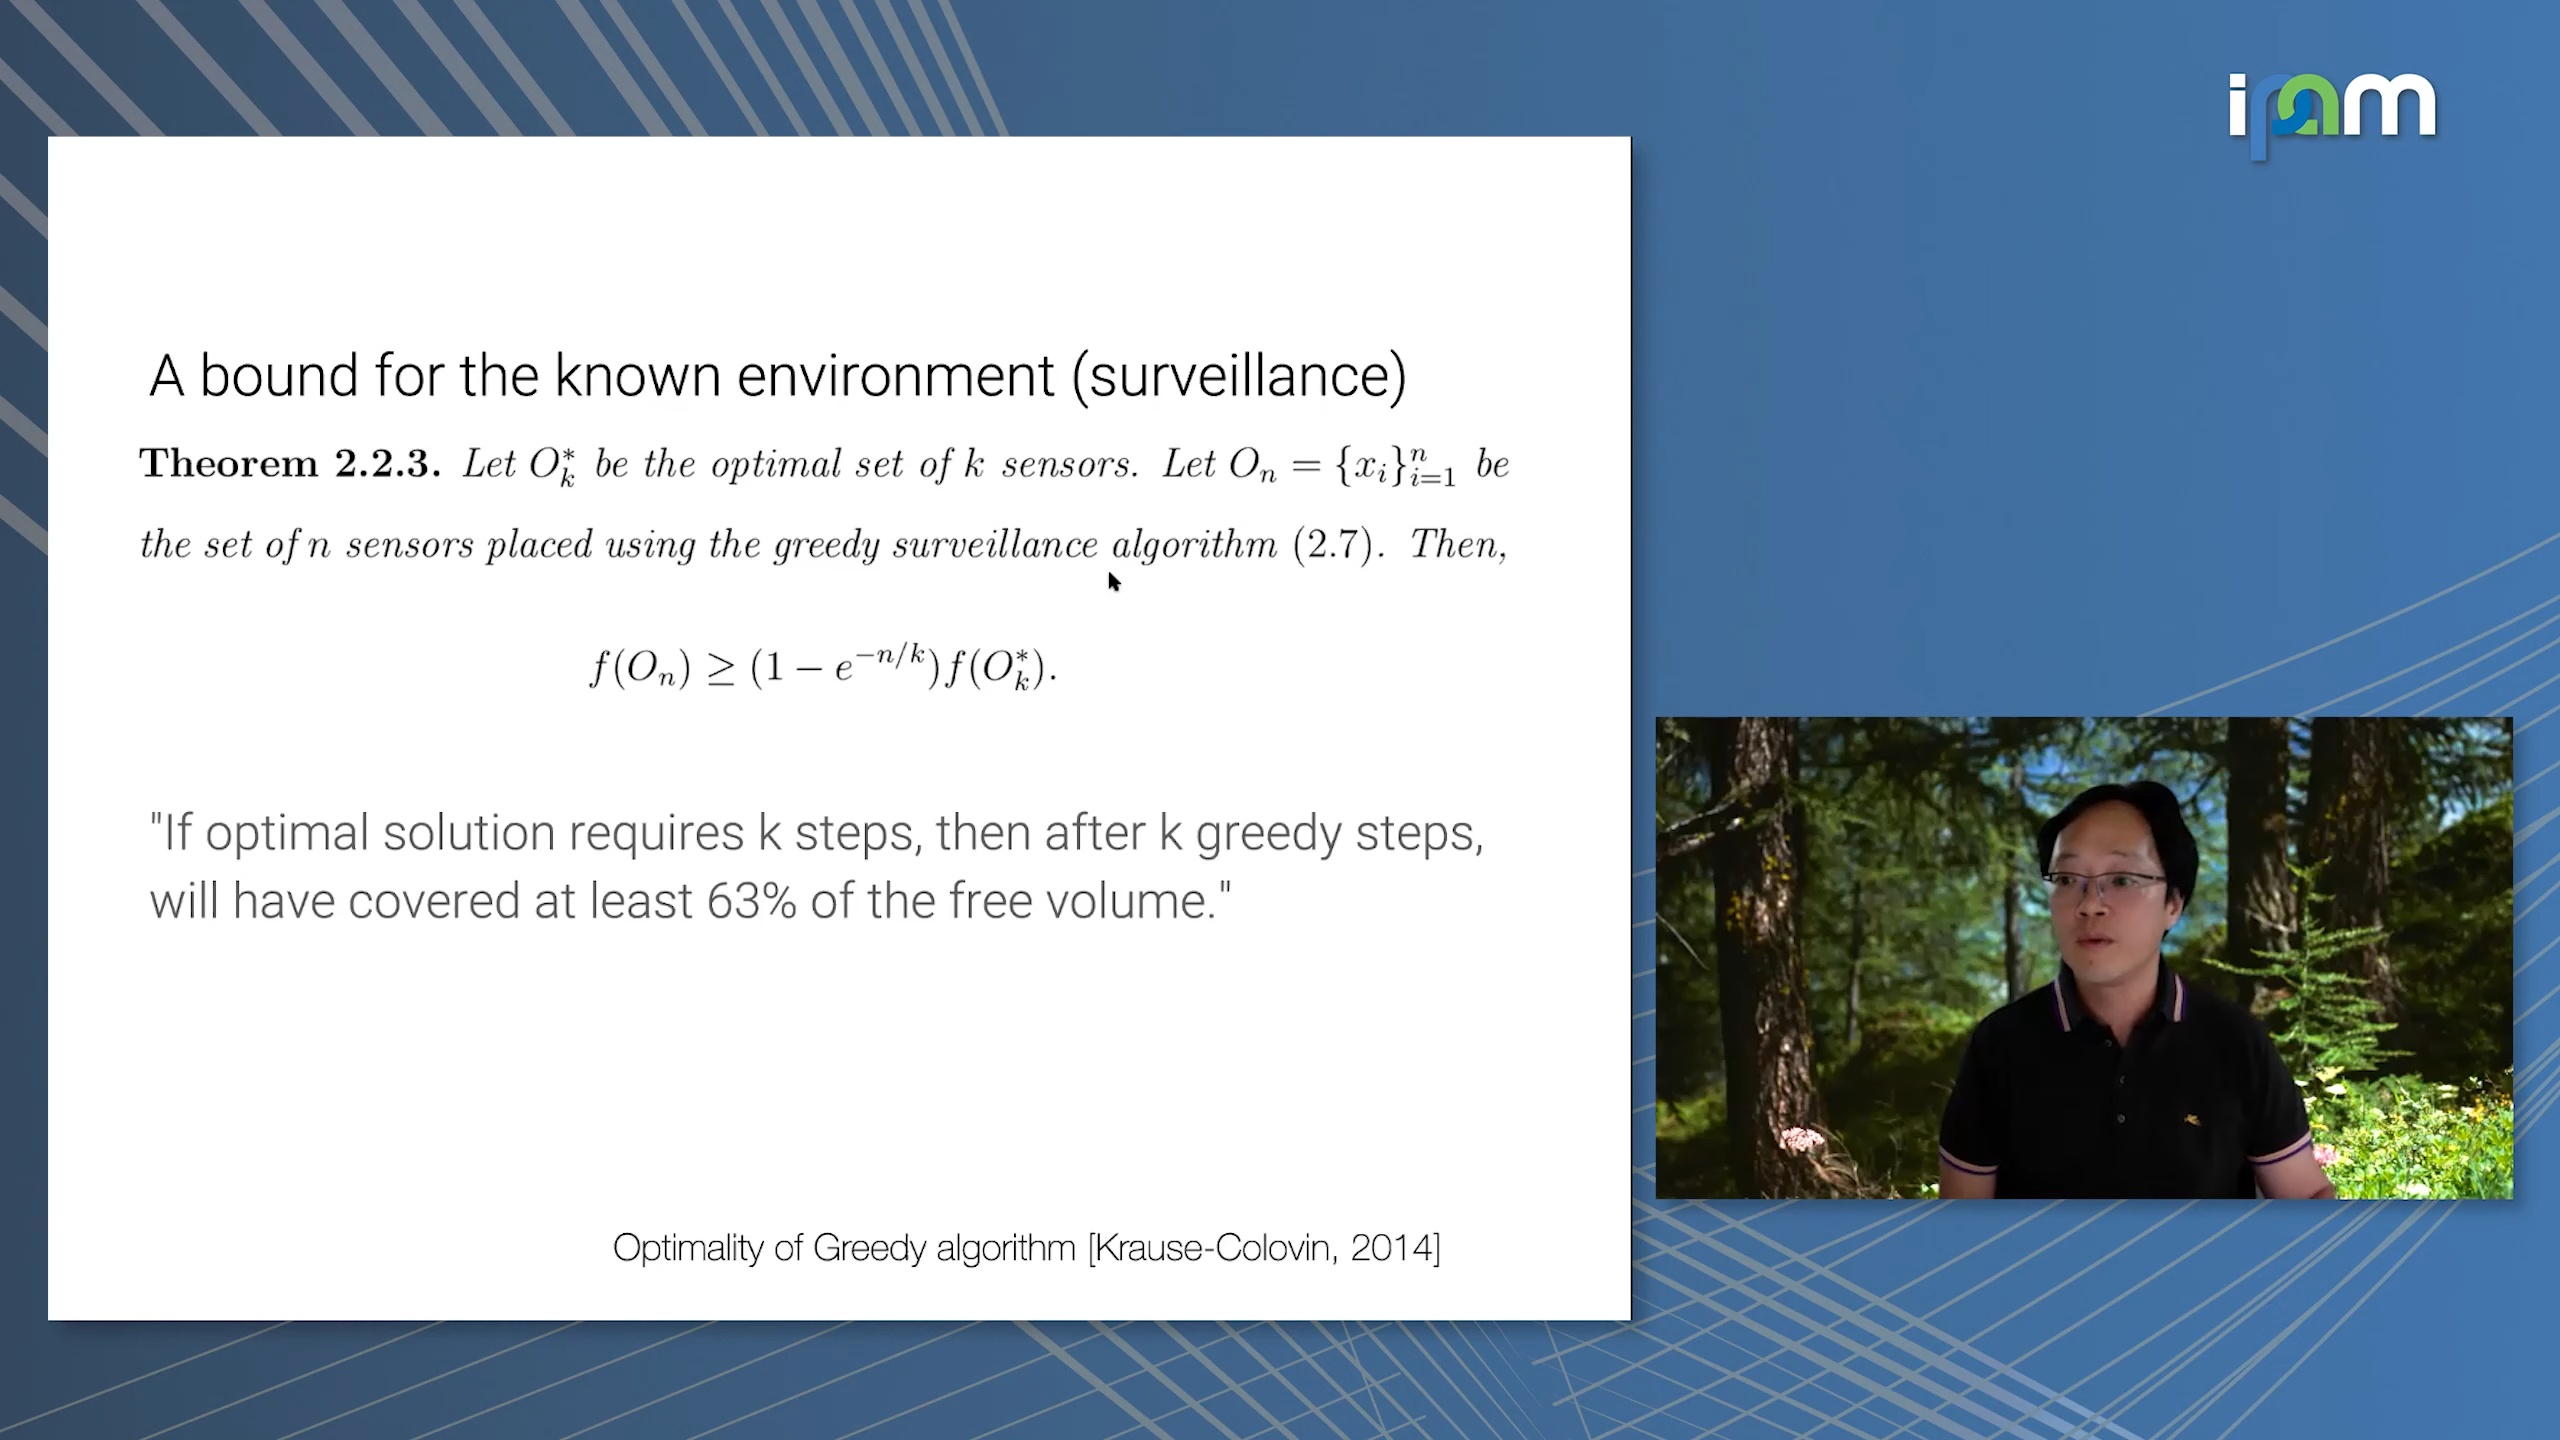 ipam
A bound for the known environment (surveillance)
Theorem 2.2.3. Let $O_k^*$ be the optimal set of k sensors. Let $O_n = \{x_i\}_{i=1}^n$ be
the set of n sensors placed using the greedy surveillance algorithm (2.7). Then,
$f(O_n) \geq (1 - e^{-n/k}) f(O_k^*).$
"If optimal solution requires k steps, then after k greedy steps,
will have covered at least 63% of the free volume."
Optimality of Greedy algorithm [Krause-Colovin, 2014]